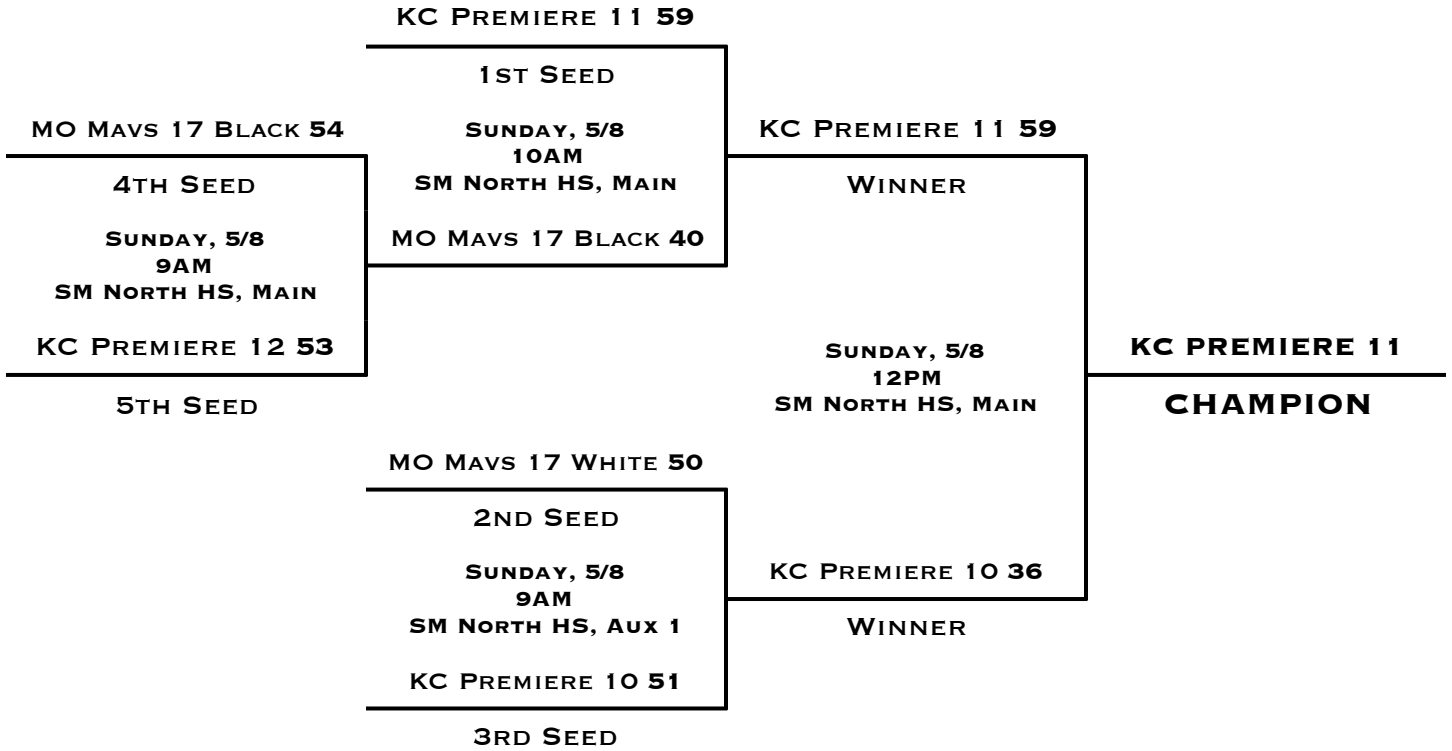 KC Premiere 11 59
1st Seed
Sunday, 5/8
10AM
SM North HS, Main
MO Mavs 17 Black 40
MO Mavs 17 Black 54
4th Seed
Sunday, 5/8
9AM
SM North HS, Main
KC Premiere 12 53
5th Seed
MO Mavs 17 White 50
2nd Seed
Sunday, 5/8
9AM
SM North HS, Aux 1
KC Premiere 10 51
3rd Seed
KC Premiere 11 59
Winner
Sunday, 5/8
12PM
SM North HS, Main
KC Premiere 10 36
Winner
KC PREMIERE 11
CHAMPION